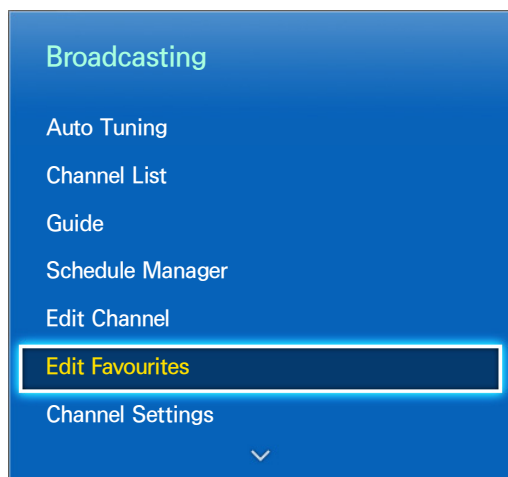 Broadcasting
Auto Tuning
Channel List
Guide
Schedule Manager
Edit Channel
Edit Favourites
Channel Settings